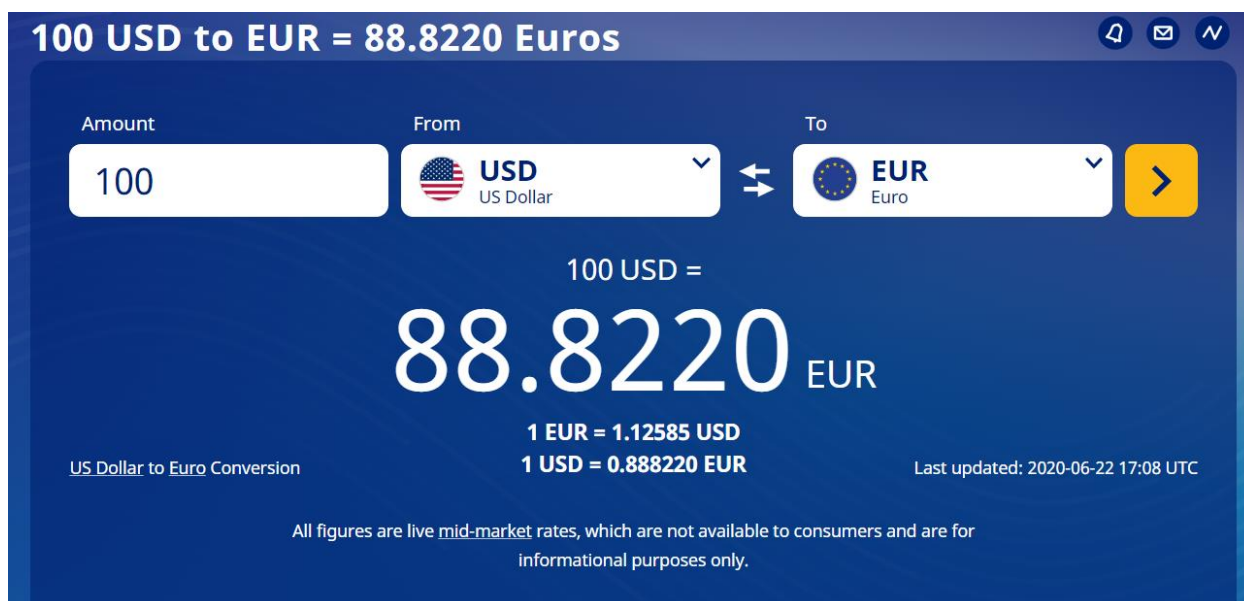 100 USD to EUR = 88.8220 Euros
Amount
From
To
100
USD
US Dollar
EUR
Euro
100 USD =
88.8220 EUR
1 EUR = 1.12585 USD
1 USD = 0.888220 EUR
US Dollar to Euro Conversion
Last updated: 2020-06-22 17:08 UTC
All figures are live mid-market rates, which are not available to consumers and are for
informational purposes only.